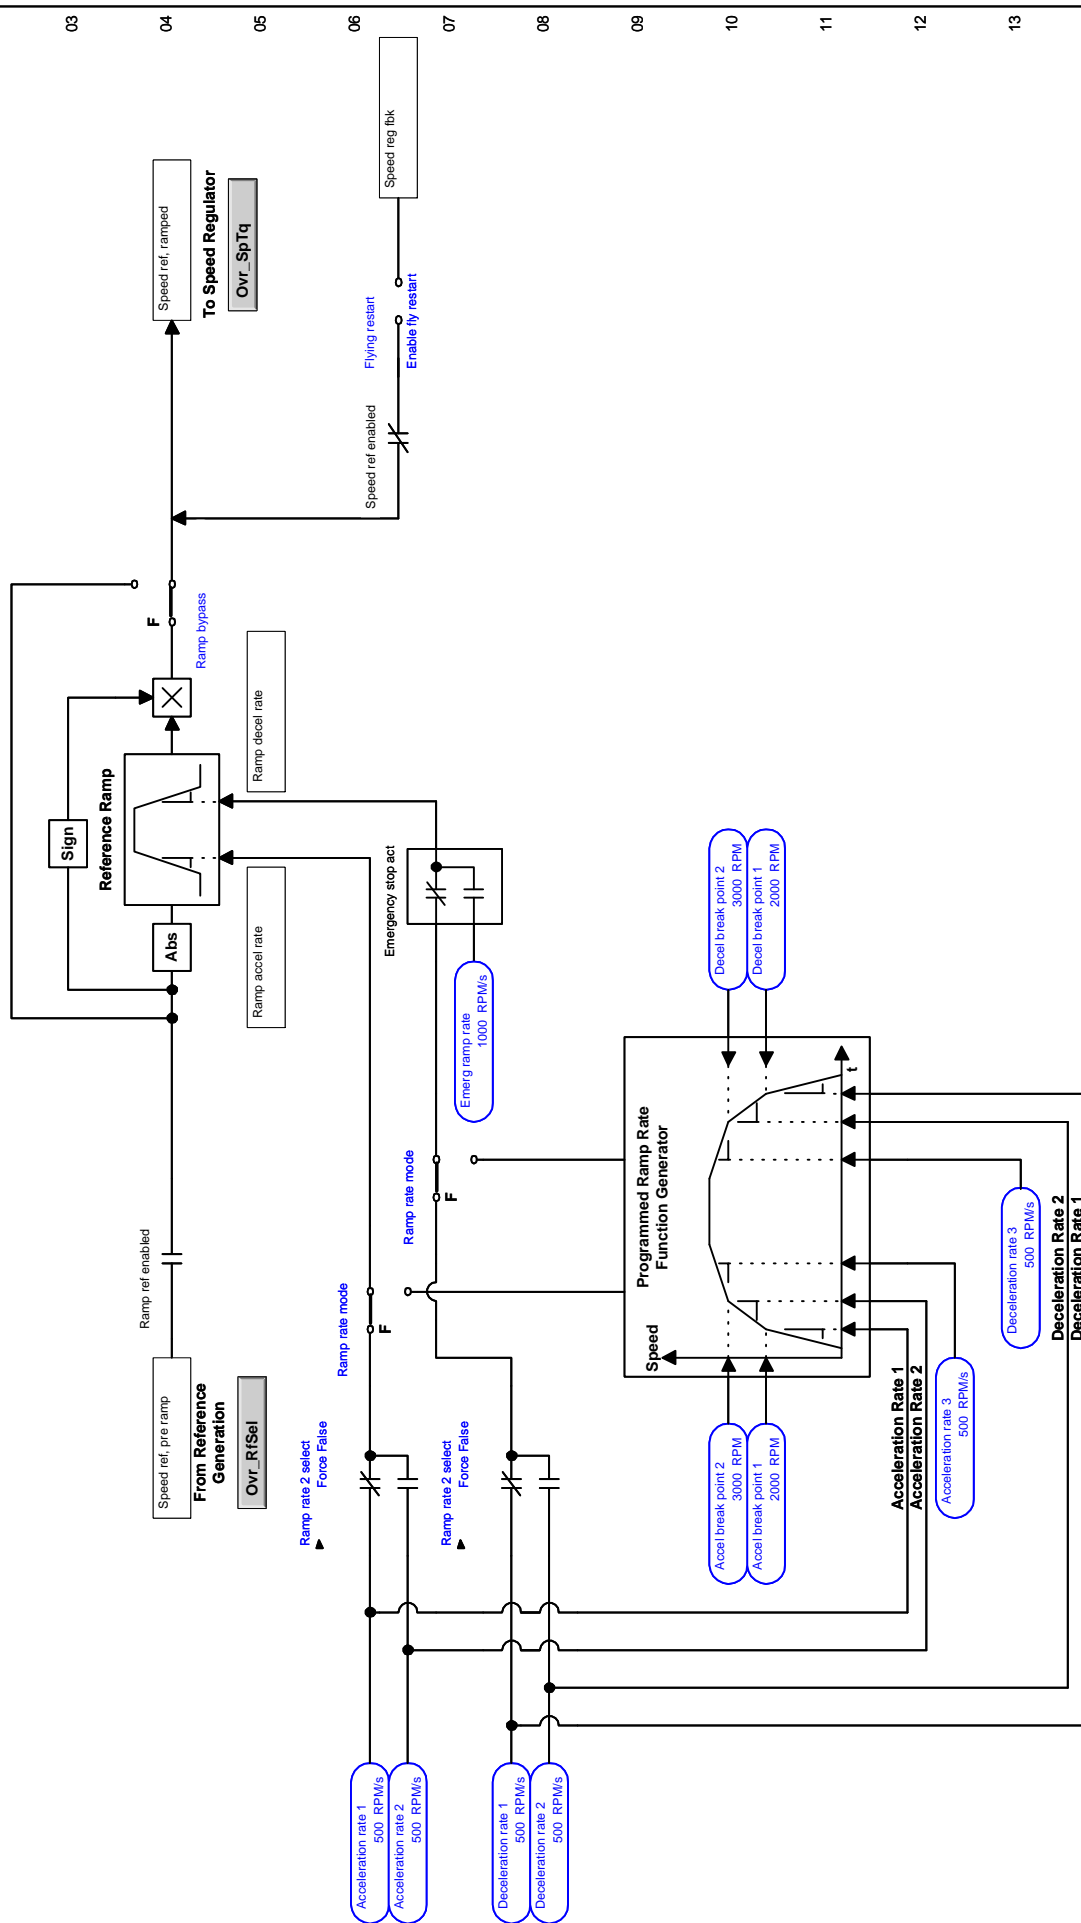 03
04
05
06
07
08
09
10
11
12
13
Speed ref, pre ramp
From Reference
Generation
Ovr_RfSel
Ramp ref enabled
Abs
Sign
Reference Ramp
Ramp accel rate
Ramp decel rate
F
Ramp bypass
Speed ref, ramped
To Speed Regulator
Ovr_SpTq
Speed reg fbk
Flying restart
Enable fly restart
Speed ref enabled
Ramp rate 2 select
Force False
Ramp rate mode
F
Acceleration rate 1
500 RPM/s
Acceleration rate 2
500 RPM/s
Ramp rate 2 select
Force False
Ramp rate mode
F
Emergency stop act
Emerg ramp rate
1000 RPM/s
Deceleration rate 1
500 RPM/s
Deceleration rate 2
500 RPM/s
Programmed Ramp Rate
Function Generator
Speed
t
Accel break point 2
3000 RPM
Accel break point 1
2000 RPM
Decel break point 2
3000 RPM
Decel break point 1
2000 RPM
Acceleration Rate 1
Acceleration Rate 2
Acceleration rate 3
500 RPM/s
Deceleration rate 3
500 RPM/s
Deceleration Rate 2
Deceleration Rate 1